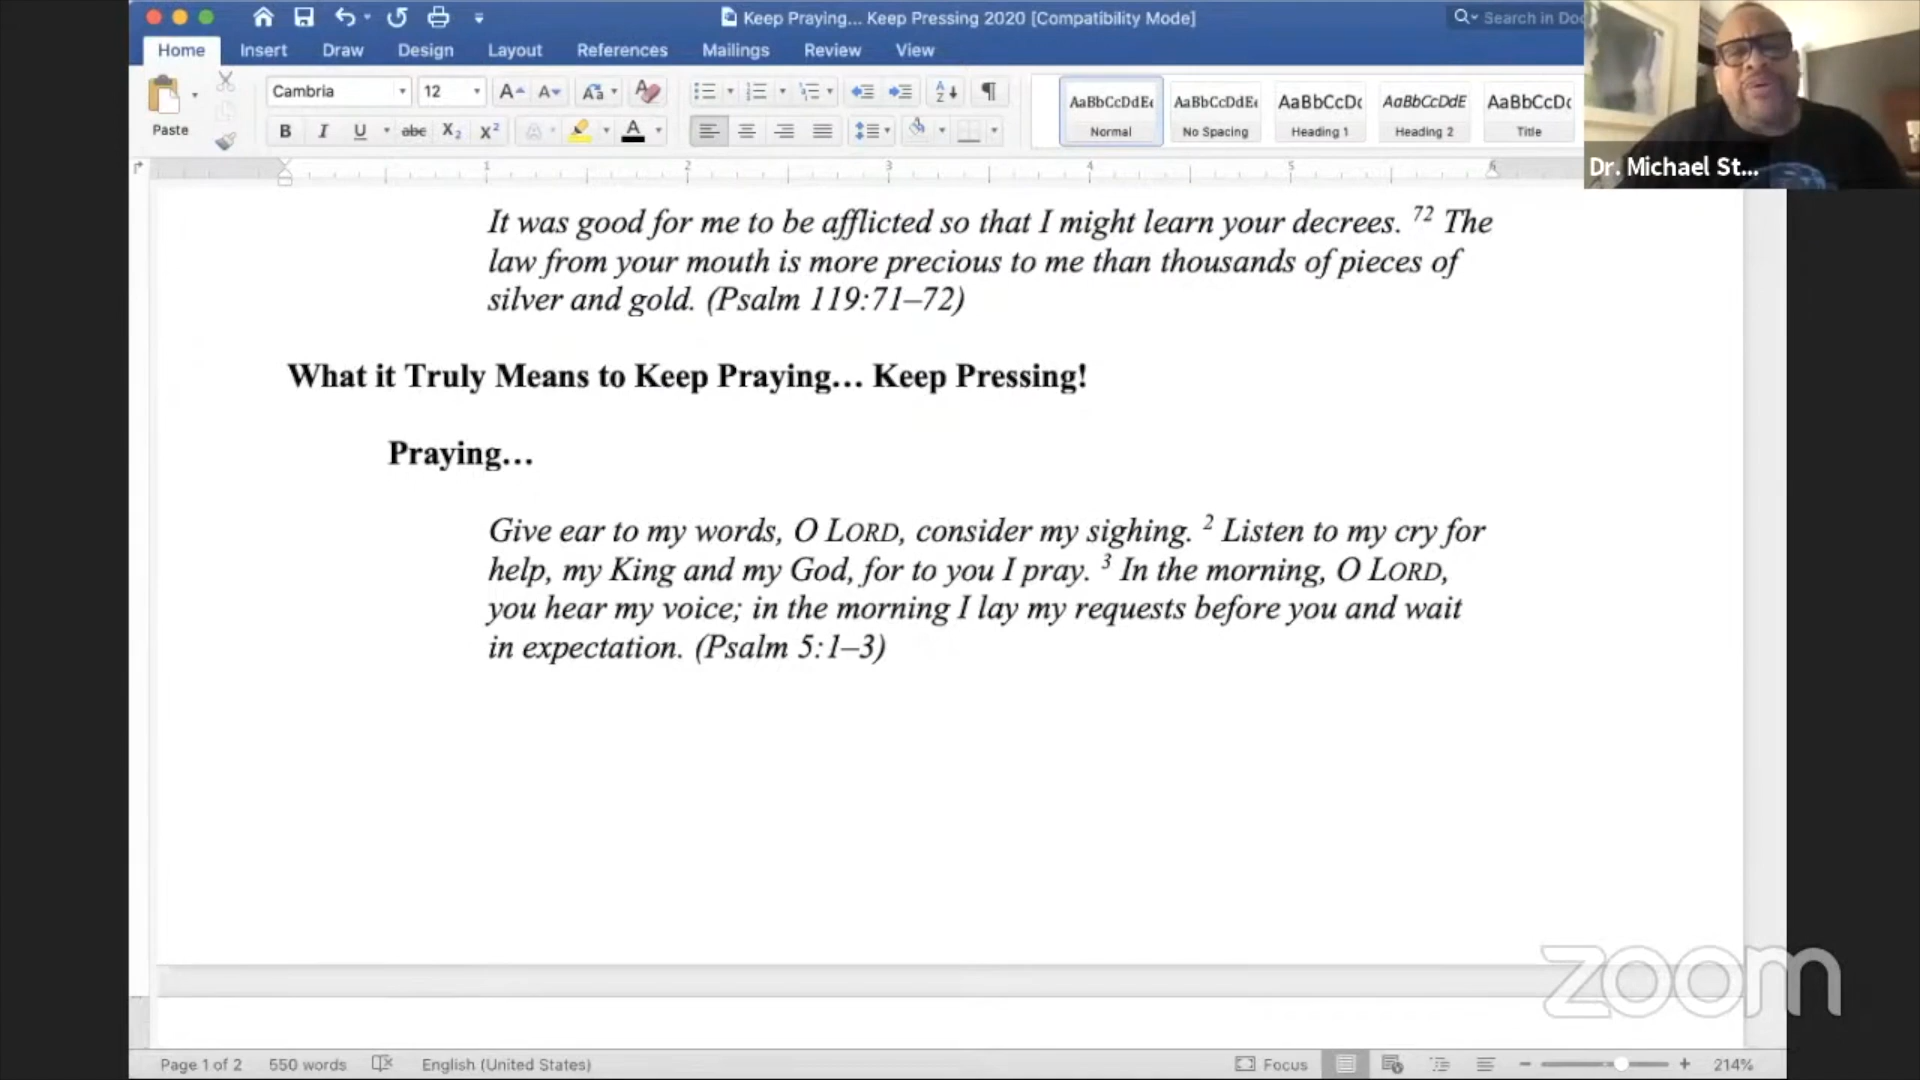 Keep Praying... Keep Pressing 2020 [Compatibility Mode]
Search in Doc
Home Insert Draw Design Layout References Mailings Review View
Paste
Cambria 12
AaBbCcDdEe AaBbCcDdEe AaBbCcDc AaBbCcDdE AaBbCcDc
Normal No Spacing Heading 1 Heading 2 Title
Dr. Michael St...
1 2 3 4 5 6
It was good for me to be afflicted so that I might learn your decrees. 72 The
law from your mouth is more precious to me than thousands of pieces of
silver and gold. (Psalm 119:71–72)
What it Truly Means to Keep Praying… Keep Pressing!
Praying…
Give ear to my words, O LORD, consider my sighing. 2 Listen to my cry for
help, my King and my God, for to you I pray. 3 In the morning, O LORD,
you hear my voice; in the morning I lay my requests before you and wait
in expectation. (Psalm 5:1–3)
zoom
Page 1 of 2 550 words English (United States) Focus 214%